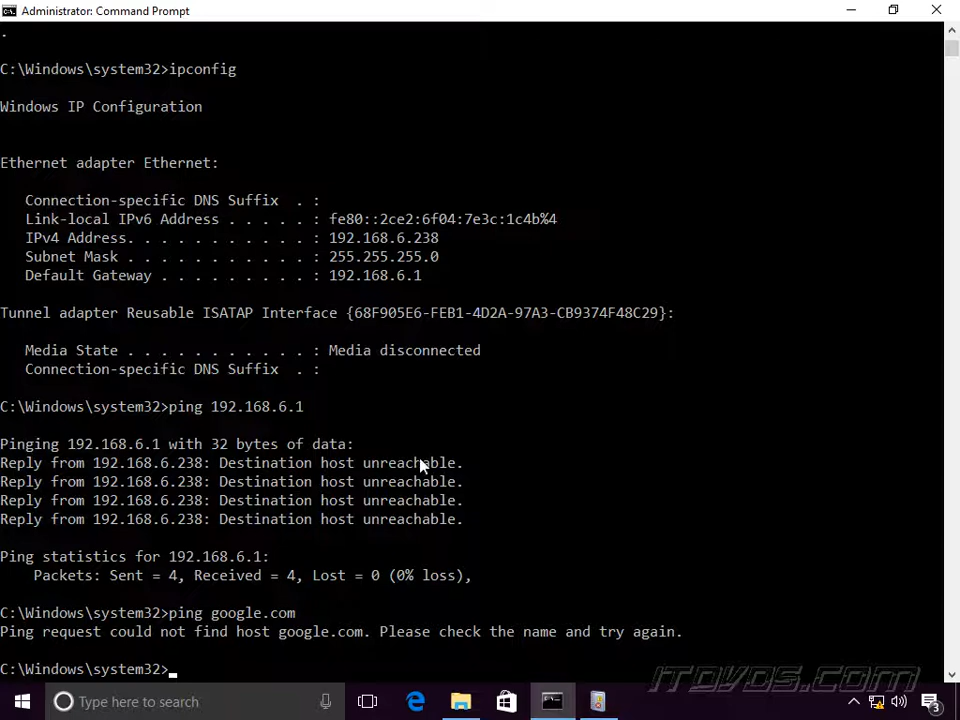 Administrator: Command Prompt
.
C:\Windows\system32>ipconfig
Windows IP Configuration
Ethernet adapter Ethernet:
Connection-specific DNS Suffix  . :
Link-local IPv6 Address . . . . . : fe80::2ce2:6f04:7e3c:1c4b%4
IPv4 Address. . . . . . . . . . . : 192.168.6.238
Subnet Mask . . . . . . . . . . . : 255.255.255.0
Default Gateway . . . . . . . . . : 192.168.6.1
Tunnel adapter Reusable ISATAP Interface {68F905E6-FEB1-4D2A-97A3-CB9374F48C29}:
Media State . . . . . . . . . . . : Media disconnected
Connection-specific DNS Suffix  . :
C:\Windows\system32>ping 192.168.6.1
Pinging 192.168.6.1 with 32 bytes of data:
Reply from 192.168.6.238: Destination host unreachable.
Reply from 192.168.6.238: Destination host unreachable.
Reply from 192.168.6.238: Destination host unreachable.
Reply from 192.168.6.238: Destination host unreachable.
Ping statistics for 192.168.6.1:
Packets: Sent = 4, Received = 4, Lost = 0 (0% loss),
C:\Windows\system32>ping google.com
Ping request could not find host google.com. Please check the name and try again.
C:\Windows\system32>
ITDVDS.com
Type here to search
3